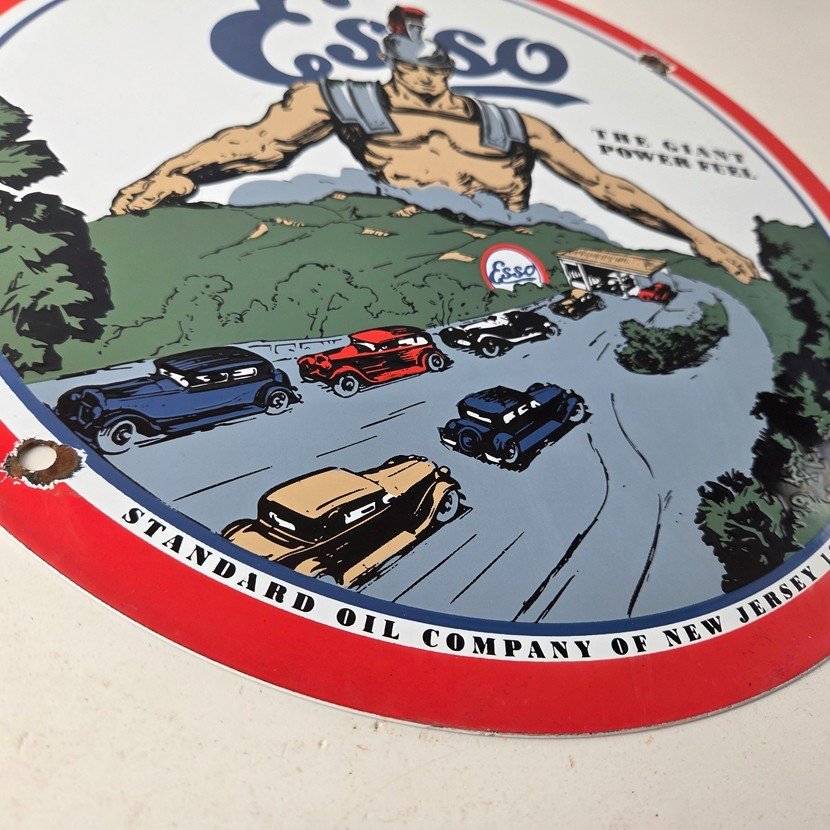 Esso
THE GIANT
POWER FUEL
Esso
STANDARD OIL COMPANY OF NEW JERSEY